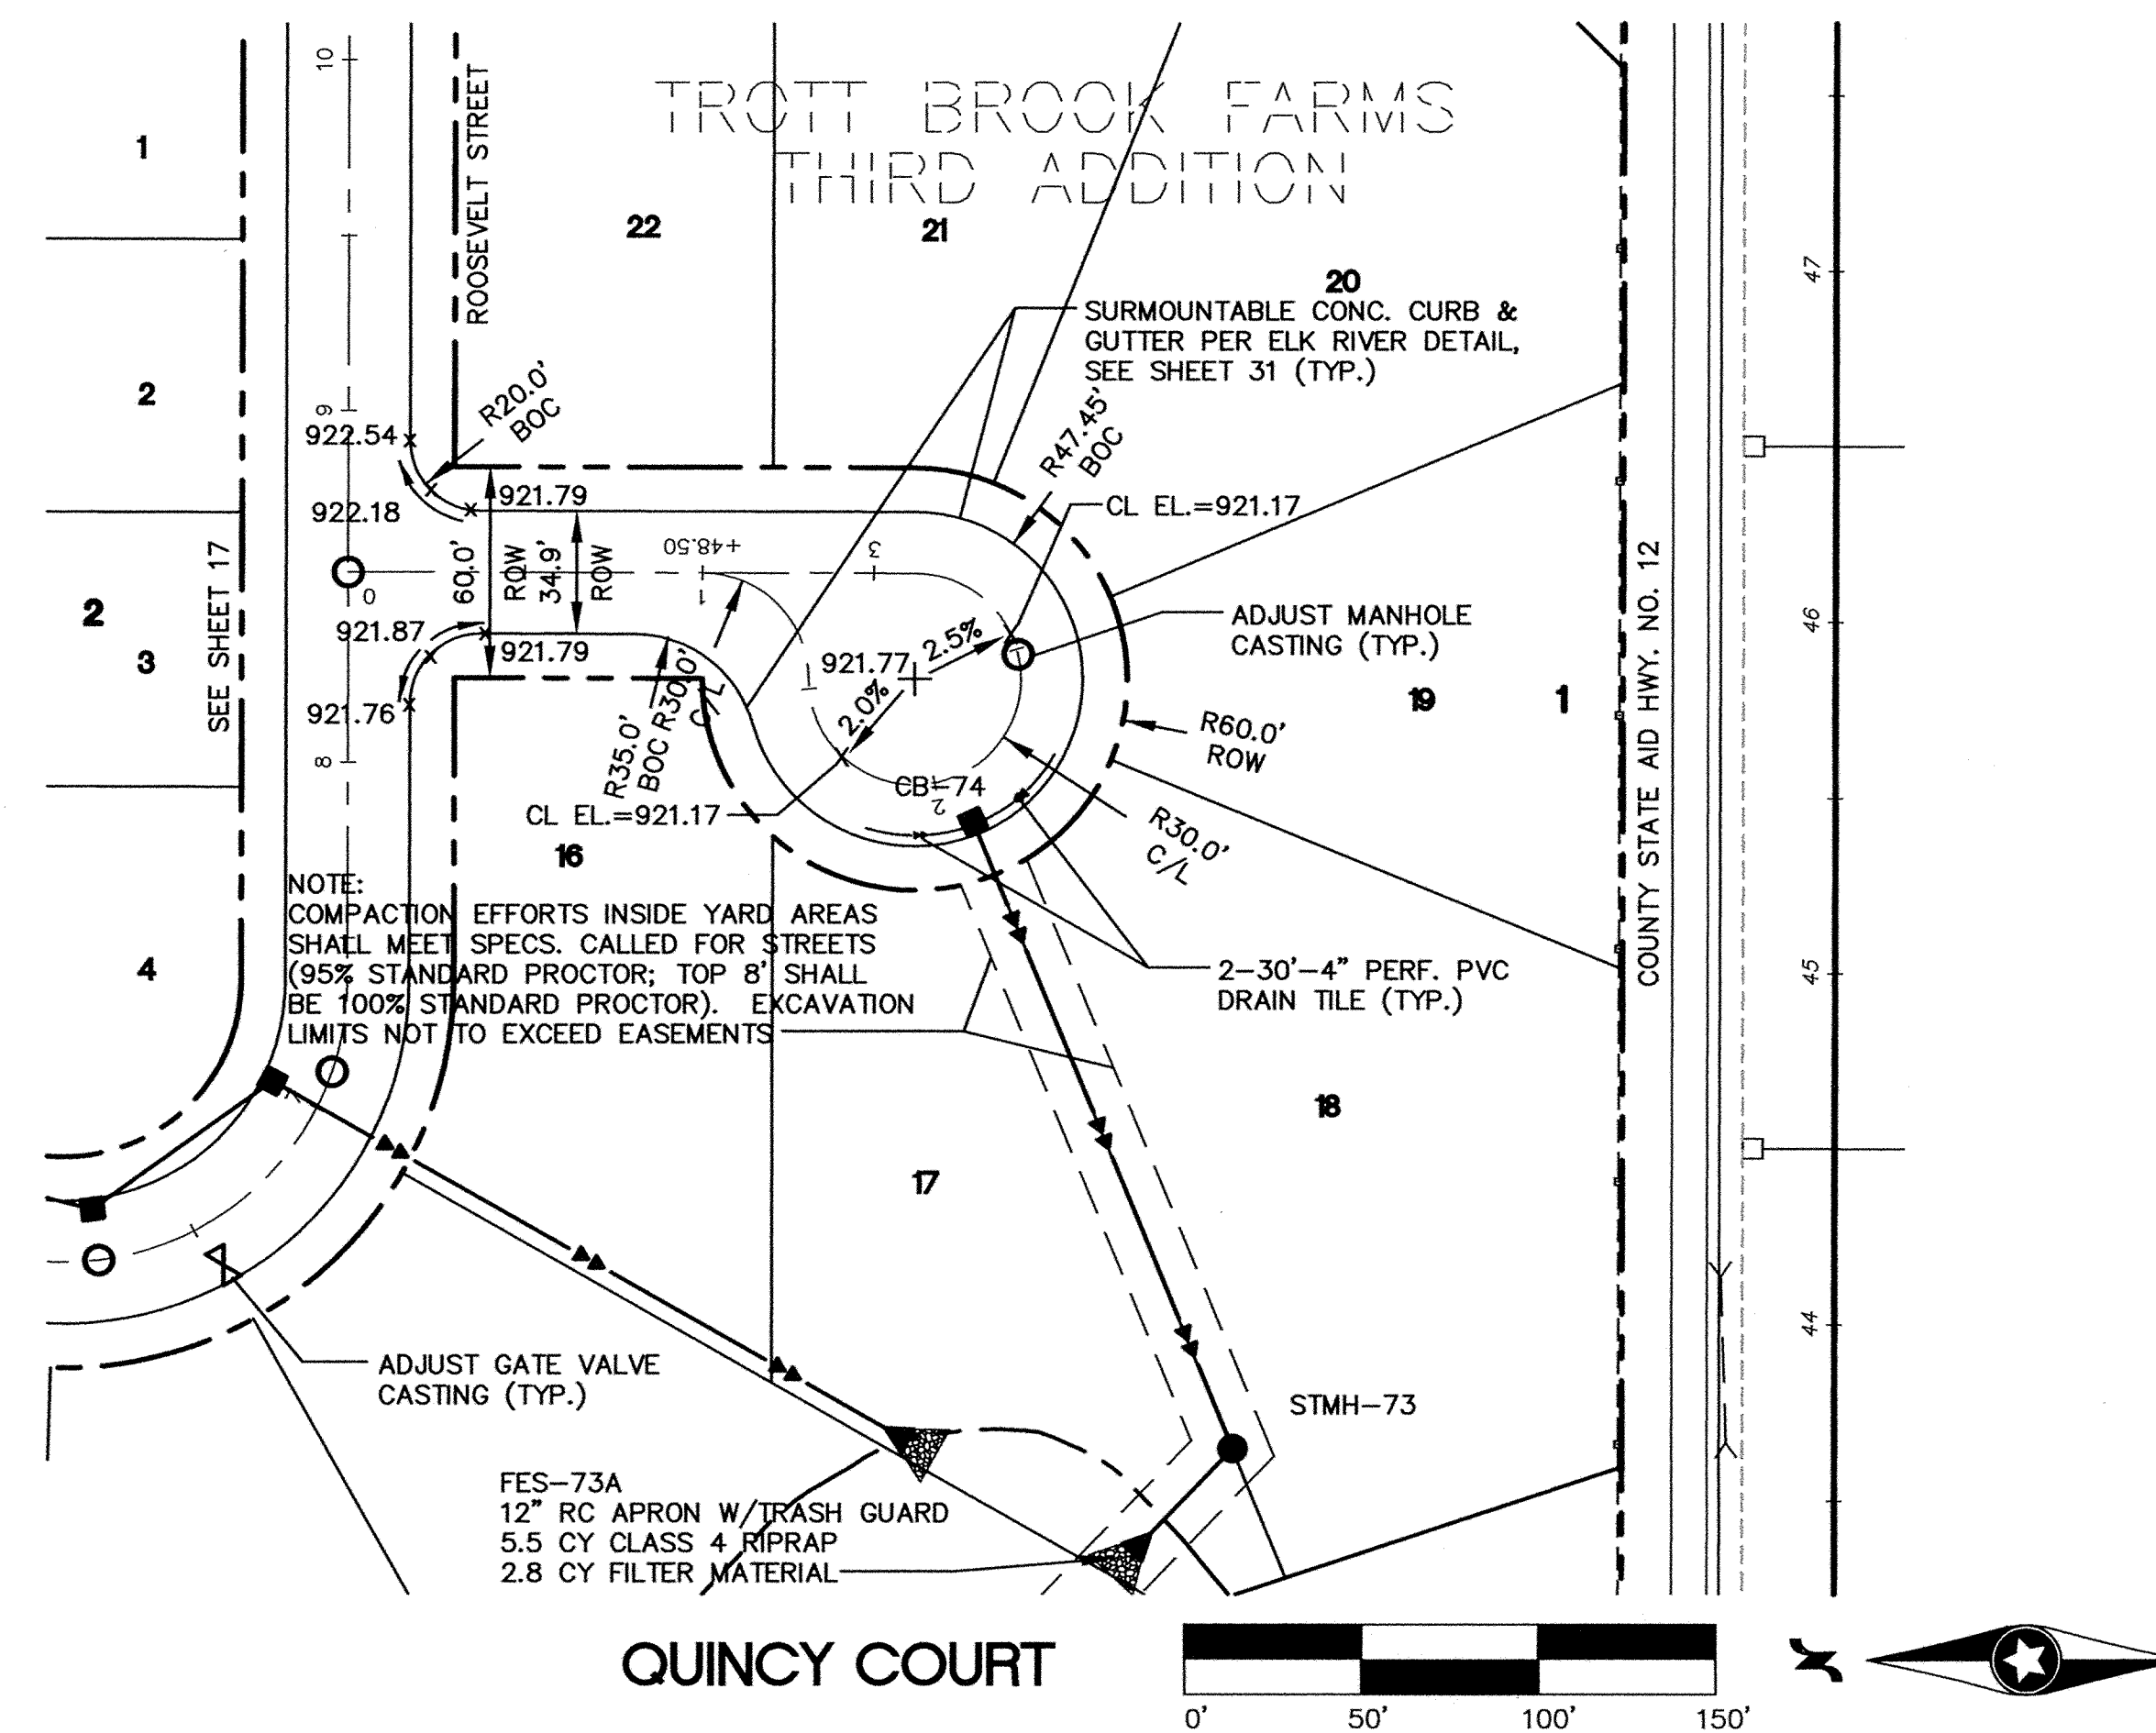 10
ROOSEVELT STREET
TROTT BROOK FARMS
THIRD ADDITION
1
22
21
20
47
SURMOUNTABLE CONC. CURB &
GUTTER PER ELK RIVER DETAIL,
SEE SHEET 31 (TYP.)
2
9
R20.0'
BOC
922.54
R47.45'
BOC
921.79
922.18
CL EL.=921.17
+48.50
3
SEE SHEET 17
60.0'
ROW
34.9'
ROW
0
1
COUNTY STATE AID HWY. NO. 12
46
2
921.87
921.79
ADJUST MANHOLE
CASTING (TYP.)
3
921.77
2.5%
2.0%
921.76
R35.0'
BOC
R30.0'
C/L
19
1
R60.0'
ROW
8
CB-74
2
CL EL.=921.17
R30.0'
C/L
16
NOTE:
COMPACTION EFFORTS INSIDE YARD AREAS
SHALL MEET SPECS. CALLED FOR STREETS
(95% STANDARD PROCTOR; TOP 8' SHALL
BE 100% STANDARD PROCTOR). EXCAVATION
LIMITS NOT TO EXCEED EASEMENTS
4
2-30'-4" PERF. PVC
DRAIN TILE (TYP.)
45
18
17
44
ADJUST GATE VALVE
CASTING (TYP.)
STMH-73
FES-73A
12" RC APRON W/TRASH GUARD
5.5 CY CLASS 4 RIPRAP
2.8 CY FILTER MATERIAL
QUINCY COURT
0' 50' 100' 150'
N